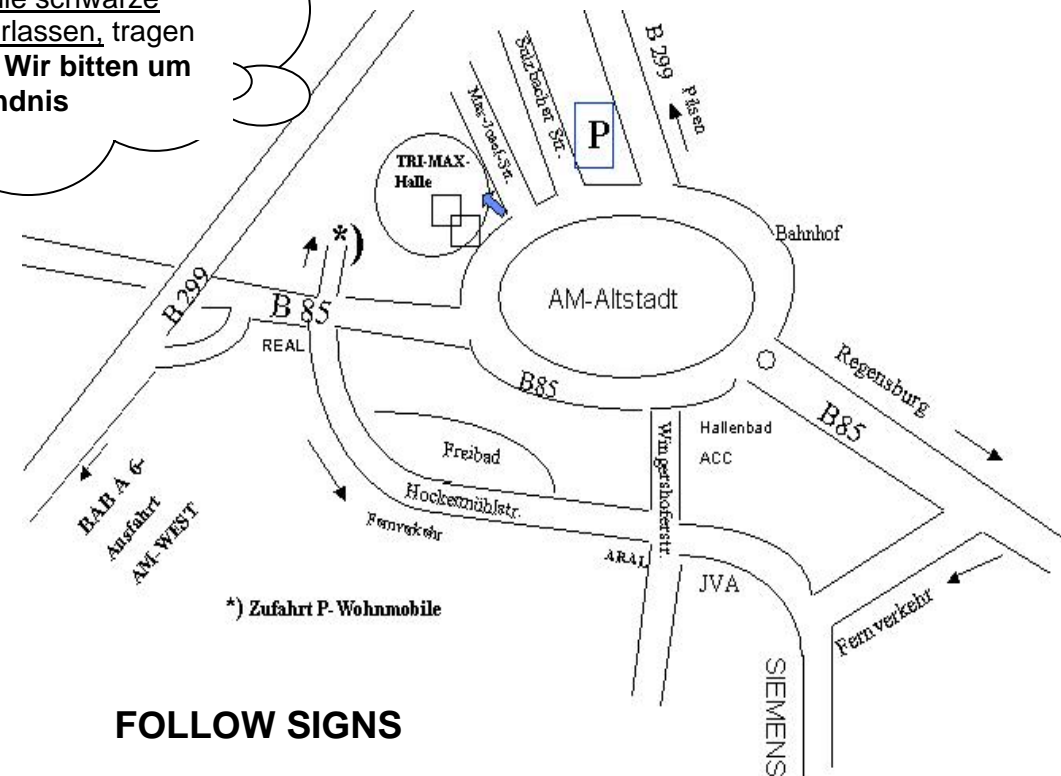 rlassen, tragen
Wir bitten um
ndnis
B 299
Pilsen
Sulzbacher Str.
Max-Josef-Str.
P
TRI-MAX-
Halle
Bahnhof
*)
B 299
B 85
REAL
AM-Altstadt
B85
Regensburg
B85
Hallenbad
ACC
Wingershoferstr.
Freibad
Hockermühlstr.
Fernverkehr
ARAL
JVA
BAB A 6-
Ausfahrt
AM-WEST
Fernverkehr
*) Zufahrt P- Wohnmobile
SIEMENS
FOLLOW SIGNS